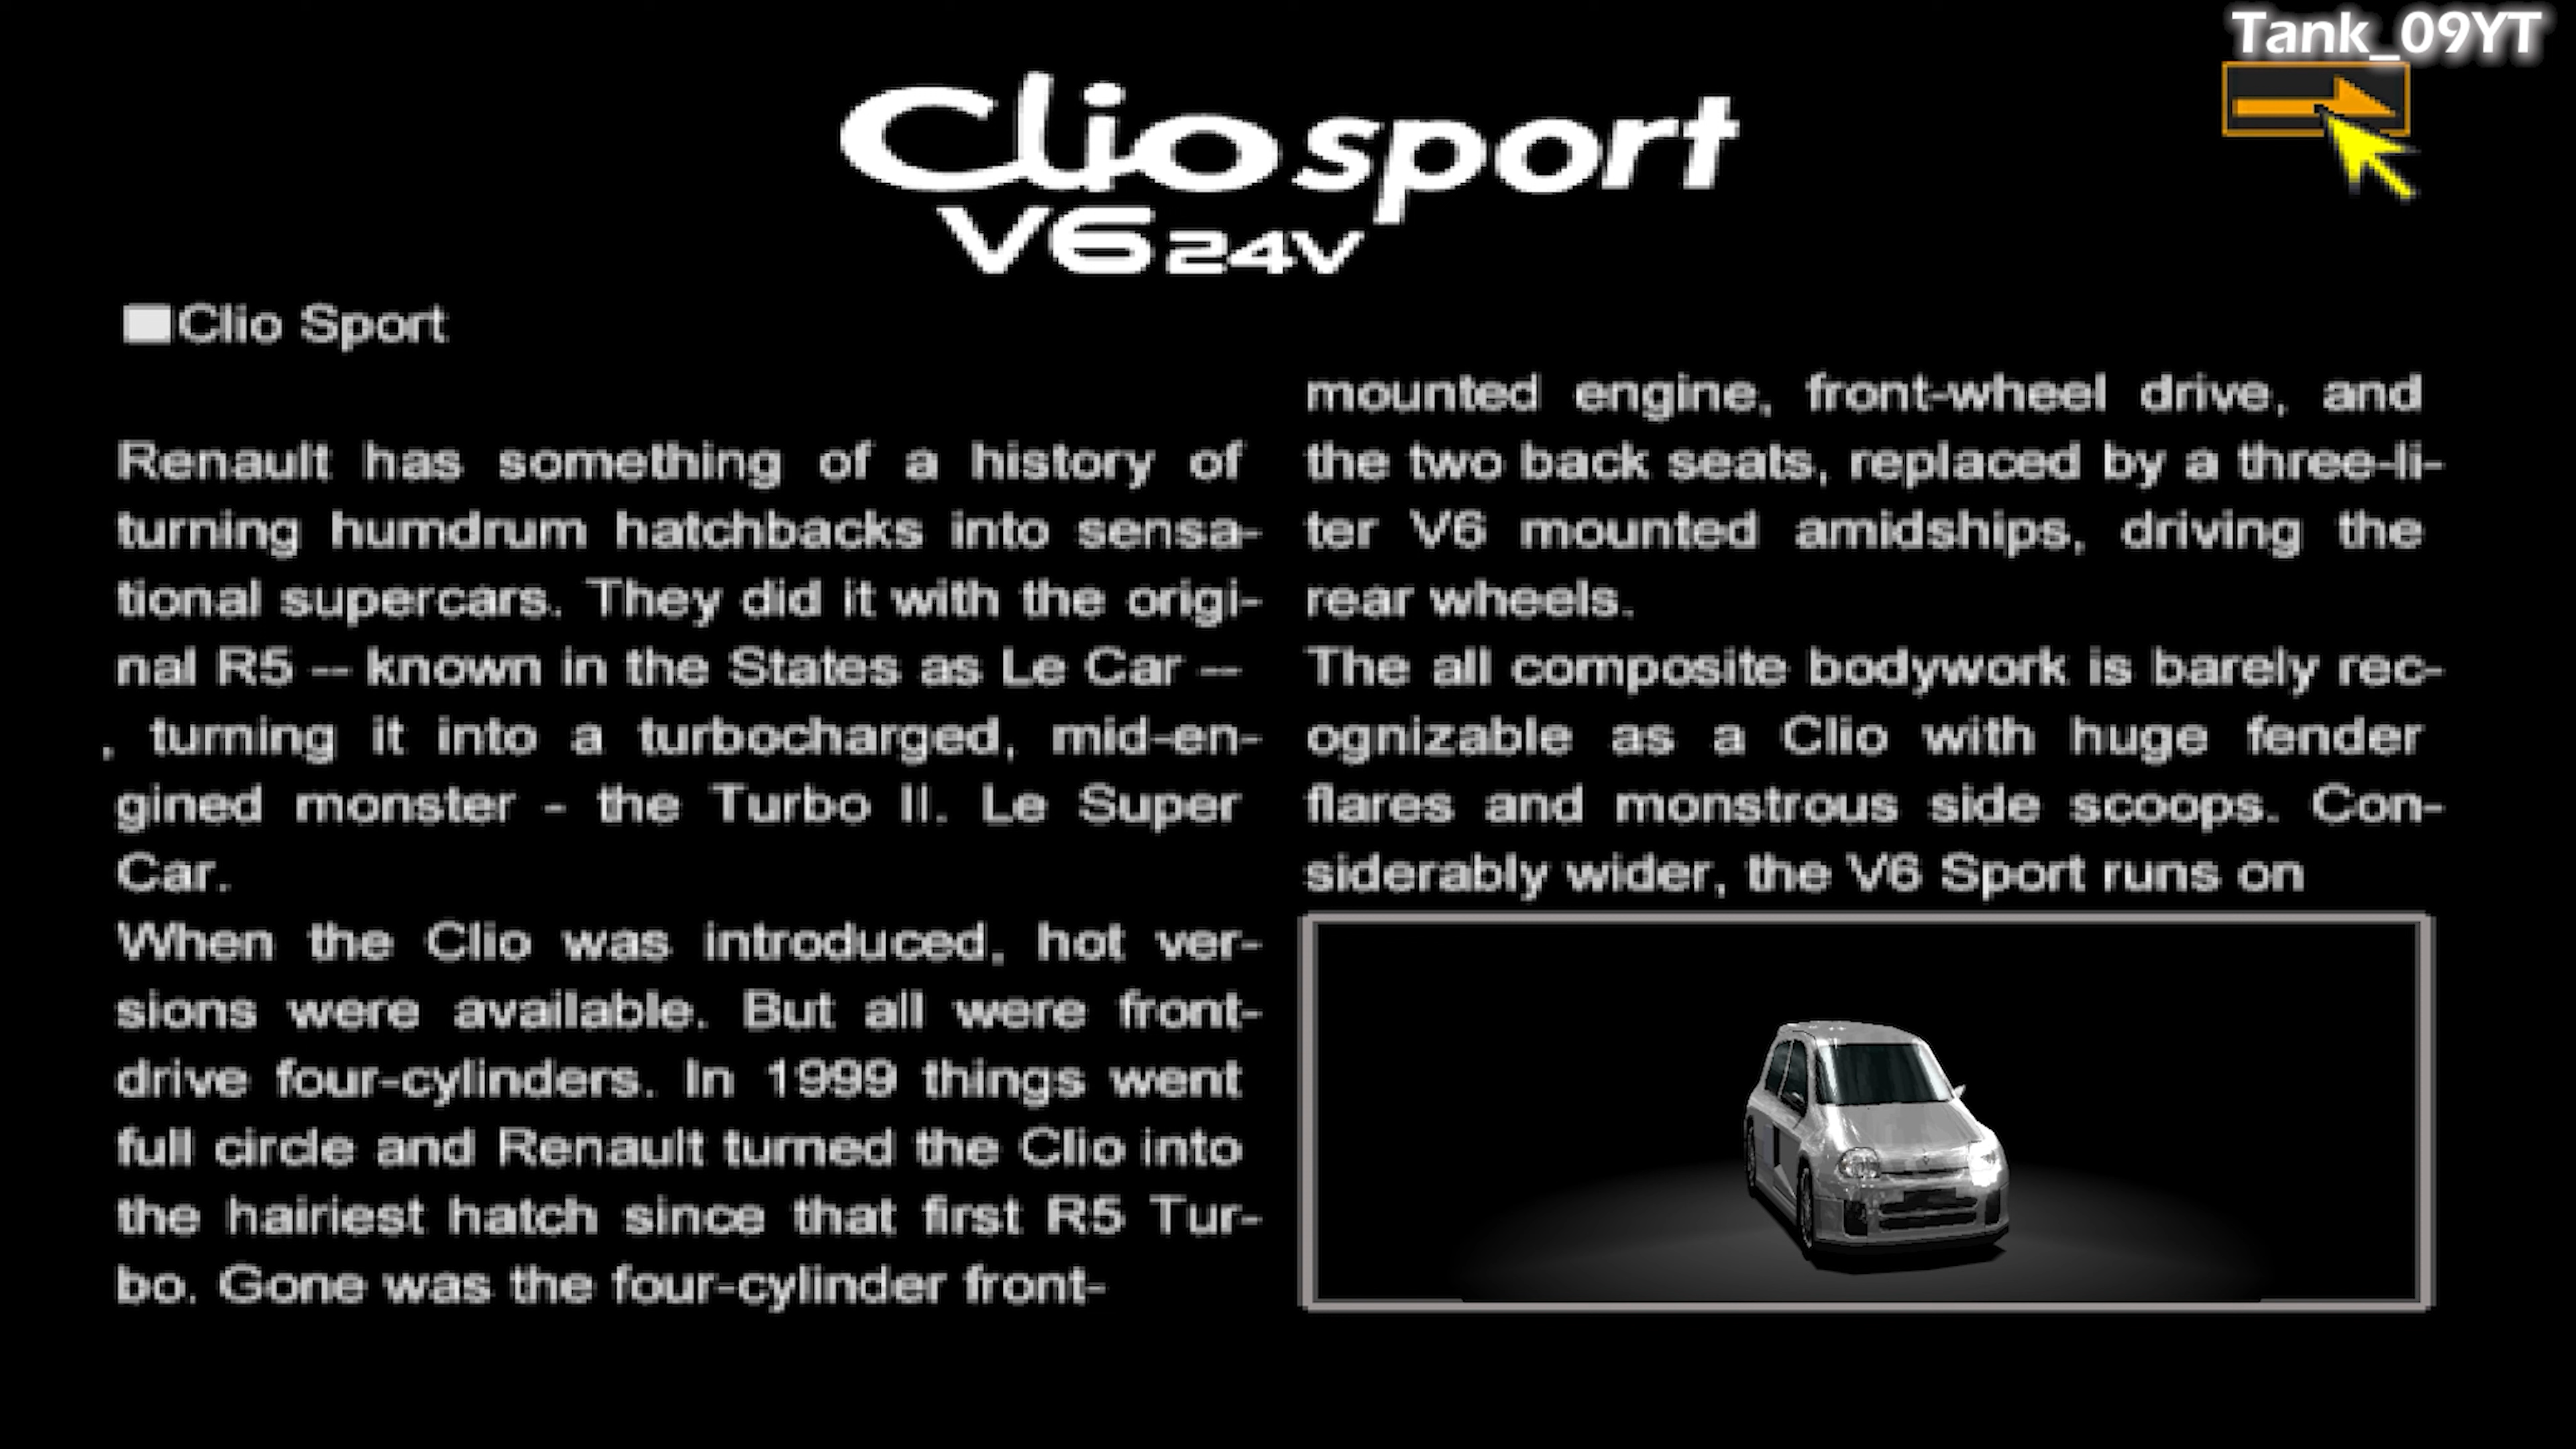 Tank_09YT
Clio sport
V6 24V
■Clio Sport
Renault has something of a history of
turning humdrum hatchbacks into sensa-
tional supercars. They did it with the origi-
nal R5 -- known in the States as Le Car --
, turning it into a turbocharged, mid-en-
gined monster - the Turbo II. Le Super
Car.
When the Clio was introduced, hot ver-
sions were available. But all were front-
drive four-cylinders. In 1999 things went
full circle and Renault turned the Clio into
the hairiest hatch since that first R5 Tur-
bo. Gone was the four-cylinder front-
mounted engine, front-wheel drive, and
the two back seats, replaced by a three-li-
ter V6 mounted amidships, driving the
rear wheels.
The all composite bodywork is barely rec-
ognizable as a Clio with huge fender
flares and monstrous side scoops. Con-
siderably wider, the V6 Sport runs on